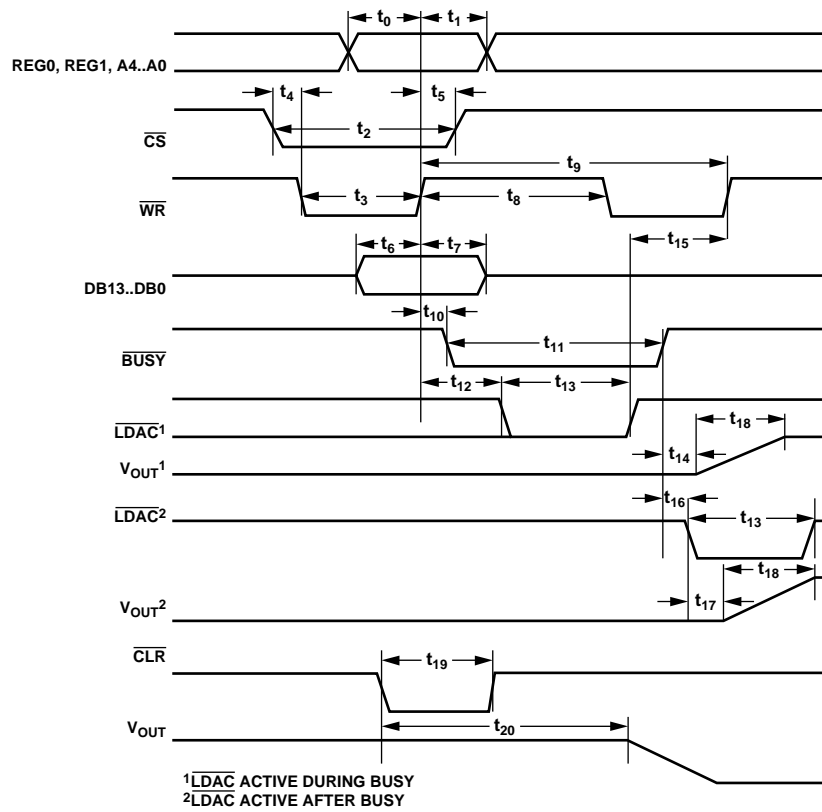 t0 t1
REG0, REG1, A4..A0
t4 t5
t2
CS
t9
WR
t3 t8
t15
t6 t7
DB13..DB0
t10
t11
BUSY
t12 t13
t18
LDAC1
t14
VOUT1
t16
LDAC2
t13
t18
t17
VOUT2
CLR
t19
VOUT
t20
1LDAC ACTIVE DURING BUSY
2LDAC ACTIVE AFTER BUSY